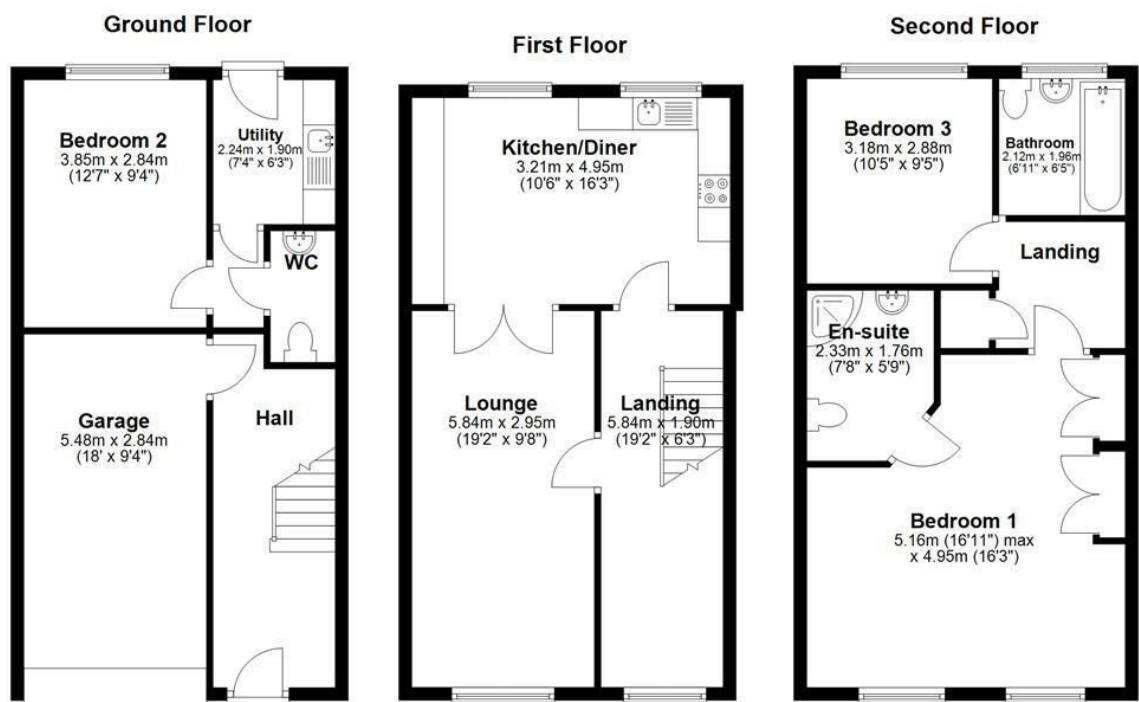 Ground Floor
Bedroom 2
3.85m x 2.84m
(12'7" x 9'4")
Utility
2.24m x 1.90m
(7'4" x 6'3")
WC
Garage
5.48m x 2.84m
(18' x 9'4")
Hall
First Floor
Kitchen/Diner
3.21m x 4.95m
(10'6" x 16'3")
Lounge
5.84m x 2.95m
(19'2" x 9'8")
Landing
5.84m x 1.90m
(19'2" x 6'3")
Second Floor
Bedroom 3
3.18m x 2.88m
(10'5" x 9'5")
Bathroom
2.12m x 1.96m
(6'11" x 6'5")
Landing
En-suite
2.33m x 1.76m
(7'8" x 5'9")
Bedroom 1
5.16m (16'11") max
x 4.95m (16'3")